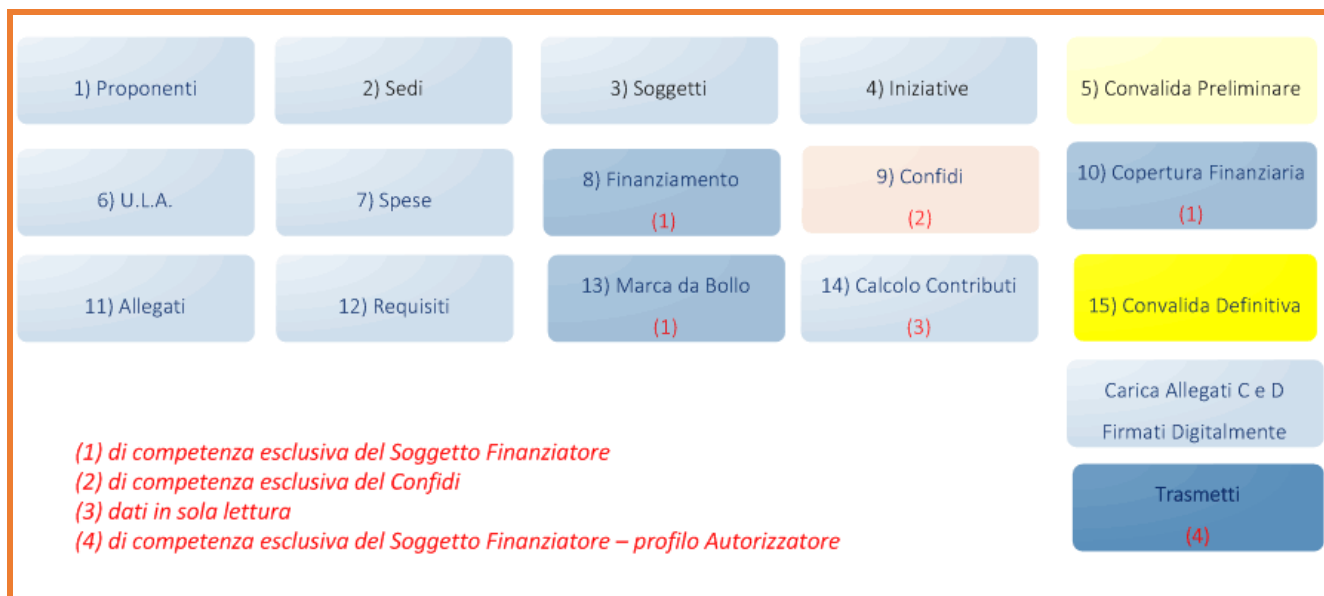 1) Proponenti
2) Sedi
3) Soggetti
4) Iniziative
5) Convalida Preliminare
6) U.L.A.
7) Spese
8) Finanziamento
(1)
9) Confidi
(2)
10) Copertura Finanziaria
(1)
11) Allegati
12) Requisiti
13) Marca da Bollo
(1)
14) Calcolo Contributi
(3)
15) Convalida Definitiva
Carica Allegati C e D
Firmati Digitalmente
Trasmetti
(4)
(1) di competenza esclusiva del Soggetto Finanziatore
(2) di competenza esclusiva del Confidi
(3) dati in sola lettura
(4) di competenza esclusiva del Soggetto Finanziatore – profilo Autorizzatore